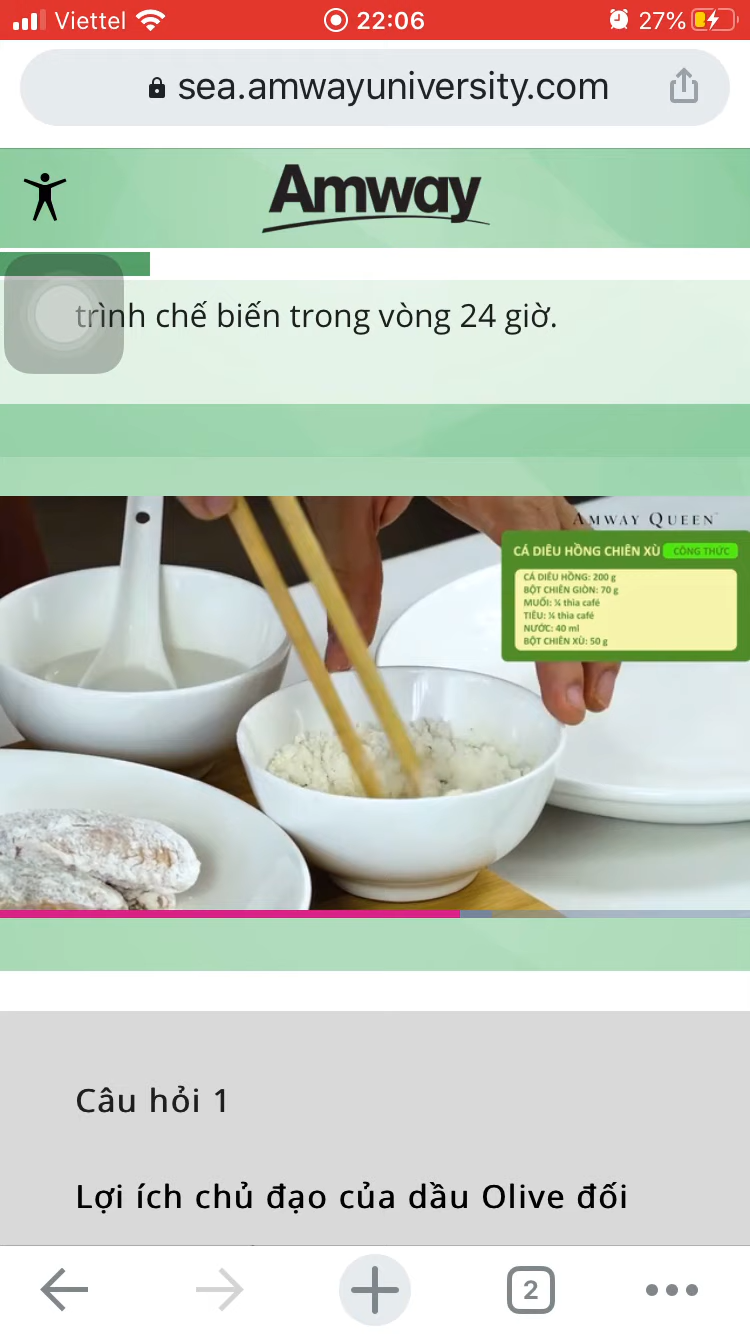 Viettel
22:06
27%
sea.amwayuniversity.com
Amway
trình chế biến trong vòng 24 giờ.
AMWAY QUEEN
CÁ DIÊU HỒNG CHIÊN XÙ CÔNG THỨC
CÁ DIÊU HỒNG: 200 g
BỘT CHIÊN GIÒN: 70 g
MUỐI: ¼ thìa café
TIÊU: ¼ thìa café
NƯỚC: 40 ml
BỘT CHIÊN XÙ: 50 g
Câu hỏi 1
Lợi ích chủ đạo của dầu Olive đối
2